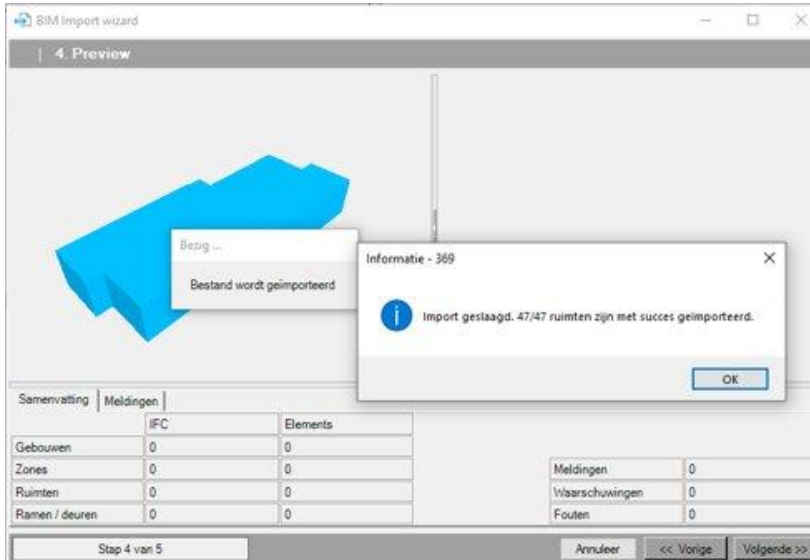 BIM Import wizard
| 4. Preview
Bezig ...
Bestand wordt geïmporteerd
Informatie - 369
Import geslaagd. 47/47 ruimten zijn met succes geïmporteerd.
OK
Samenvatting Meldingen
IFC Elements
Gebouwen 0 0
Zones 0 0
Ruimten 0 0
Ramen / deuren 0 0
Meldingen 0
Waarschuwingen 0
Fouten 0
Stap 4 van 5
Annuleer << Vorige Volgende >>